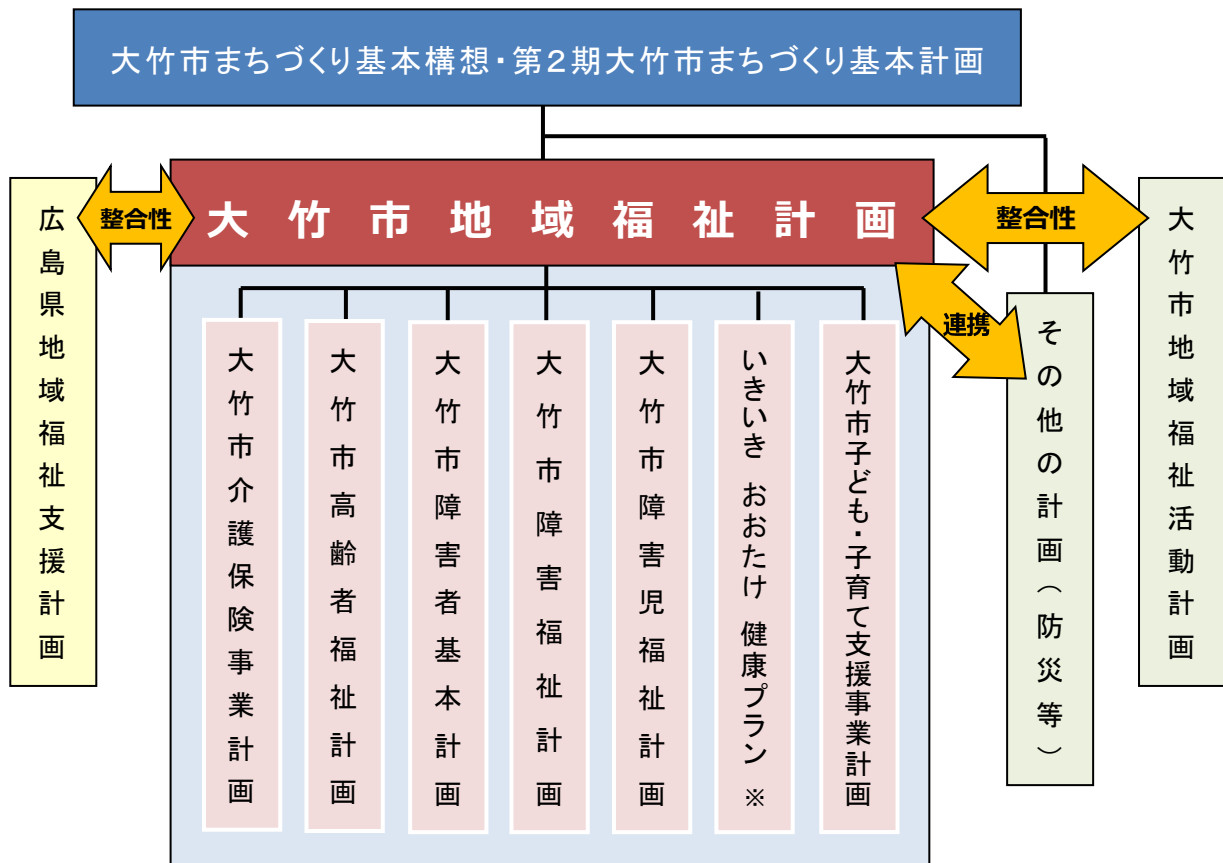 大竹市まちづくり基本構想・第2期大竹市まちづくり基本計画
大竹市地域福祉計画
整合性
整合性
連携
広島県地域福祉支援計画
大竹市介護保険事業計画
大竹市高齢者福祉計画
大竹市障害者基本計画
大竹市障害福祉計画
大竹市障害児福祉計画
いきいき おおたけ 健康プラン ※
大竹市子ども・子育て支援事業計画
その他の計画（防災等）
大竹市地域福祉活動計画